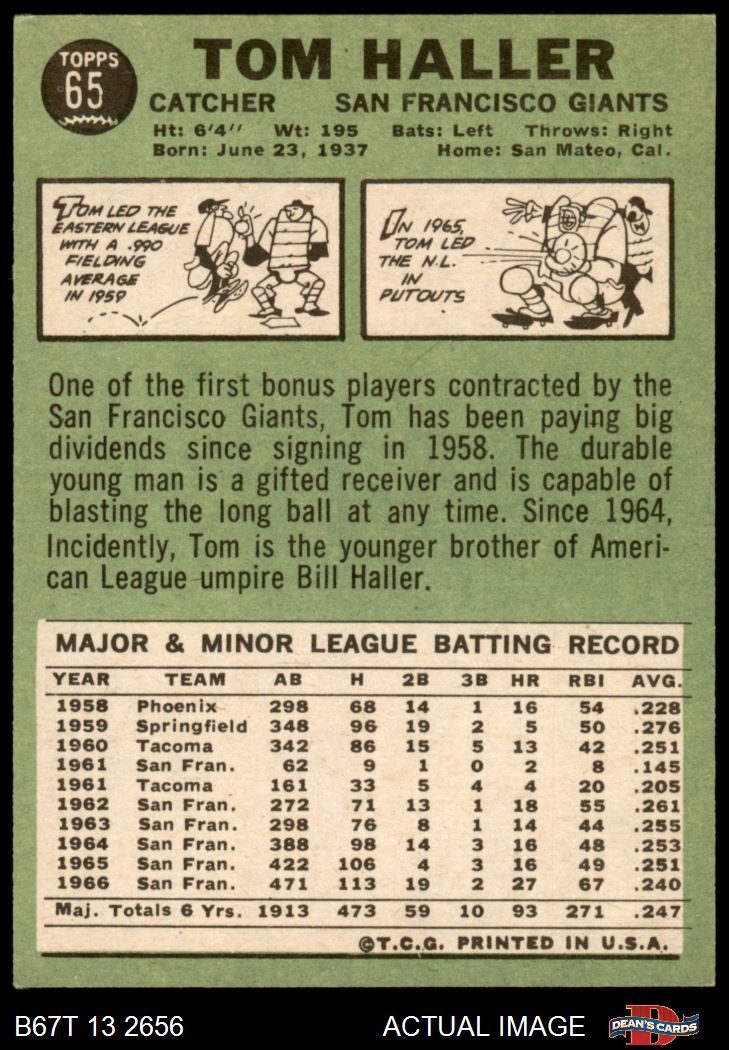 TOPPS
65
TOM HALLER
CATCHER SAN FRANCISCO GIANTS
Ht: 6'4'' Wt: 195 Bats: Left Throws: Right
Born: June 23, 1937 Home: San Mateo, Cal.
TOM LED THE
EASTERN LEAGUE
WITH A .990
FIELDING
AVERAGE
IN 1959
IN 1965,
TOM LED
THE N.L.
IN
PUTOUTS
One of the first bonus players contracted by the
San Francisco Giants, Tom has been paying big
dividends since signing in 1958. The durable
young man is a gifted receiver and is capable of
blasting the long ball at any time. Since 1964,
Incidently, Tom is the younger brother of Ameri-
can League umpire Bill Haller.
MAJOR & MINOR LEAGUE BATTING RECORD
YEAR TEAM AB H 2B 3B HR RBI AVG.
1958 Phoenix 298 68 14 1 16 54 .228
1959 Springfield 348 96 19 2 5 50 .276
1960 Tacoma 342 86 15 5 13 42 .251
1961 San Fran. 62 9 1 0 2 8 .145
1961 Tacoma 161 33 5 4 4 20 .205
1962 San Fran. 272 71 13 1 18 55 .261
1963 San Fran. 298 76 8 1 14 44 .255
1964 San Fran. 388 98 14 3 16 48 .253
1965 San Fran. 422 106 4 3 16 49 .251
1966 San Fran. 471 113 19 2 27 67 .240
Maj. Totals 6 Yrs. 1913 473 59 10 93 271 .247
©T.C.G. PRINTED IN U.S.A.
B67T 13 2656 ACTUAL IMAGE
D
DEAN'S CARDS